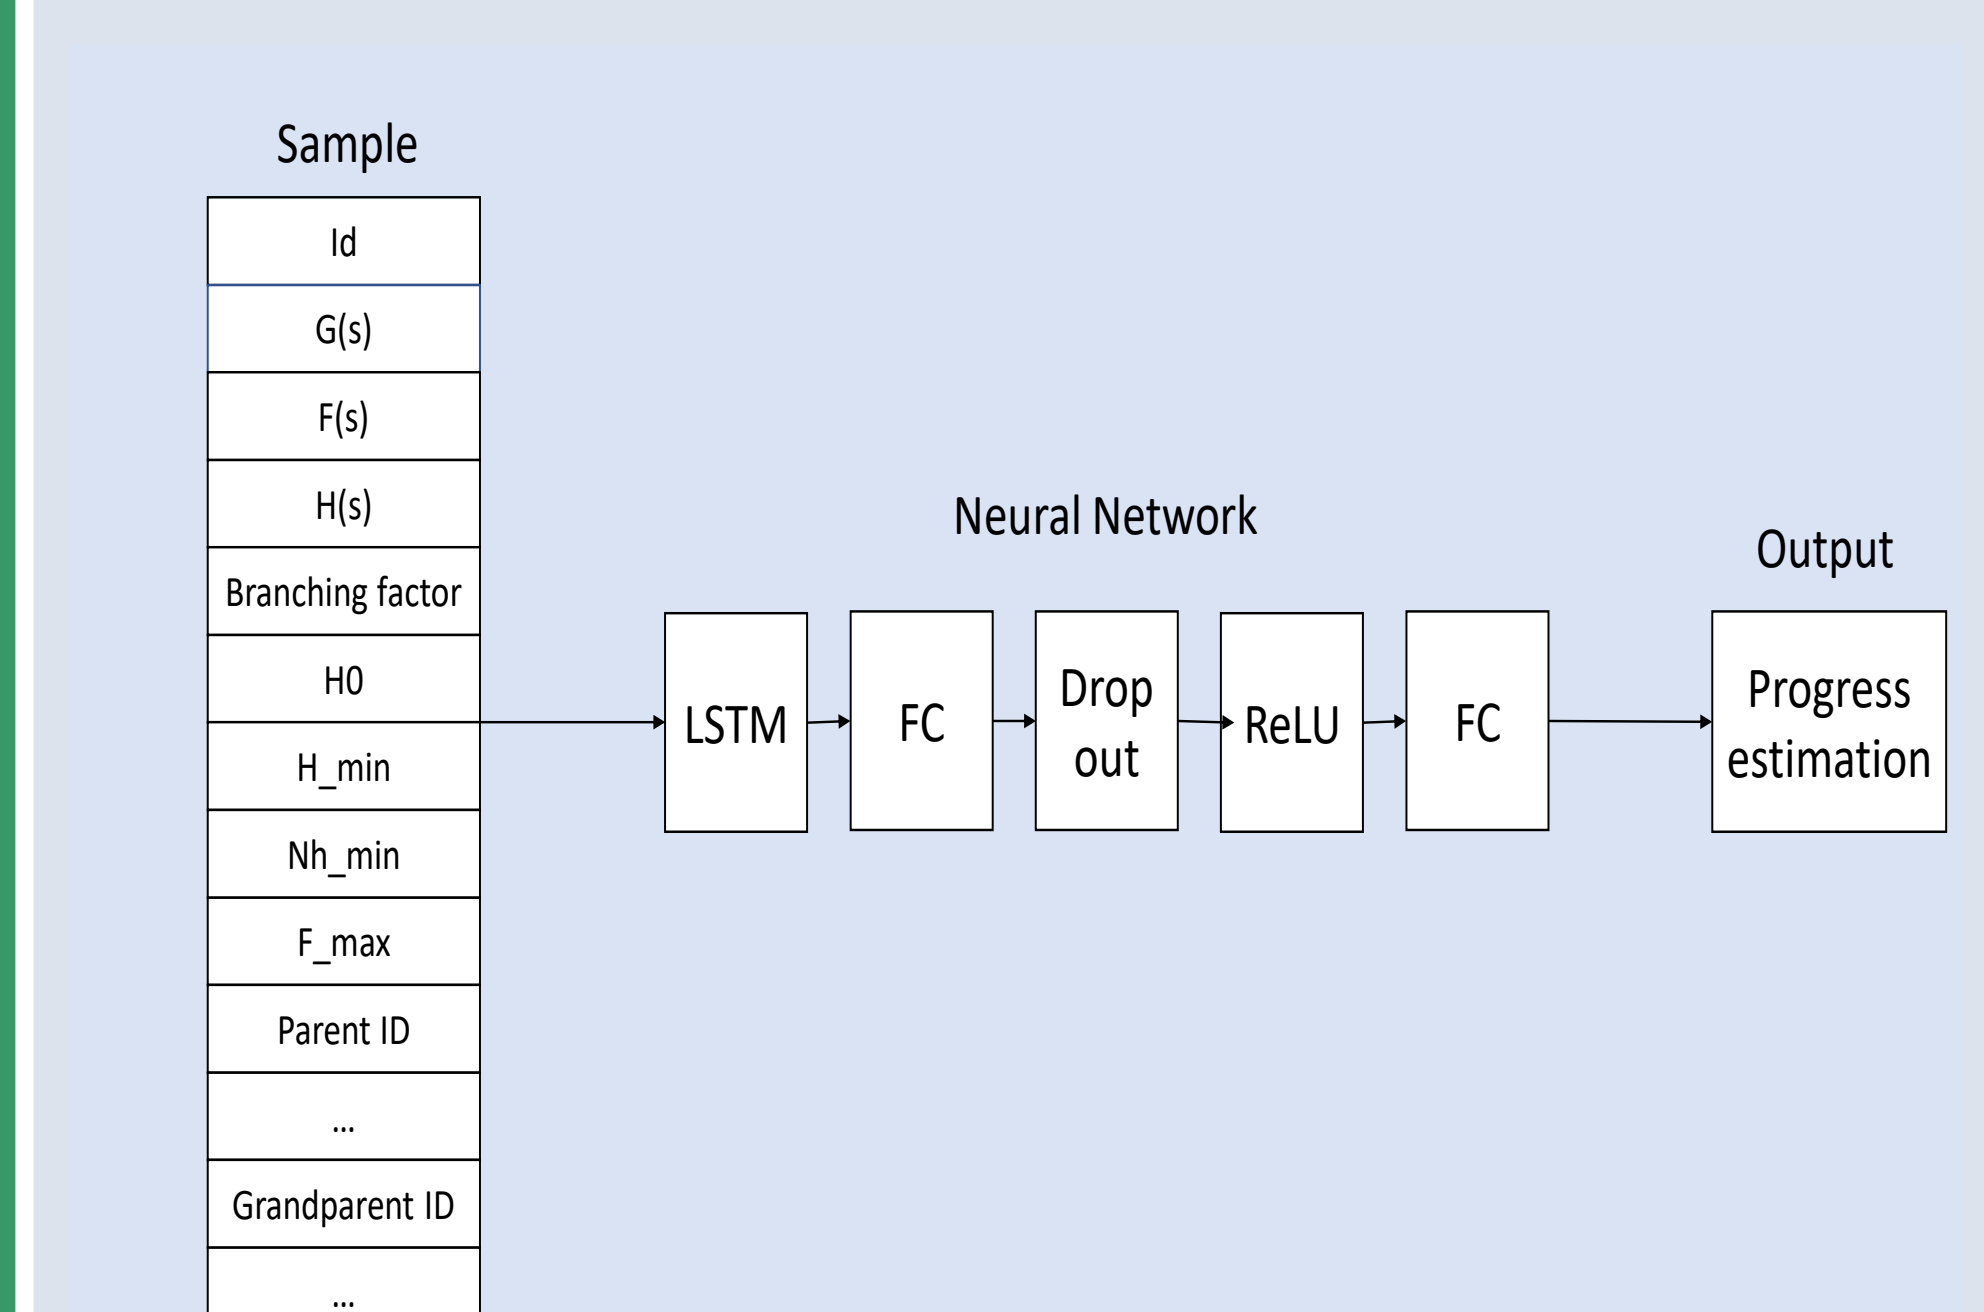 Sample
Id
G(s)
F(s)
H(s)
Branching factor
H0
H_min
Nh_min
F_max
Parent ID
...
Grandparent ID
...
Neural Network
LSTM
FC
Drop
out
ReLU
FC
Output
Progress
estimation